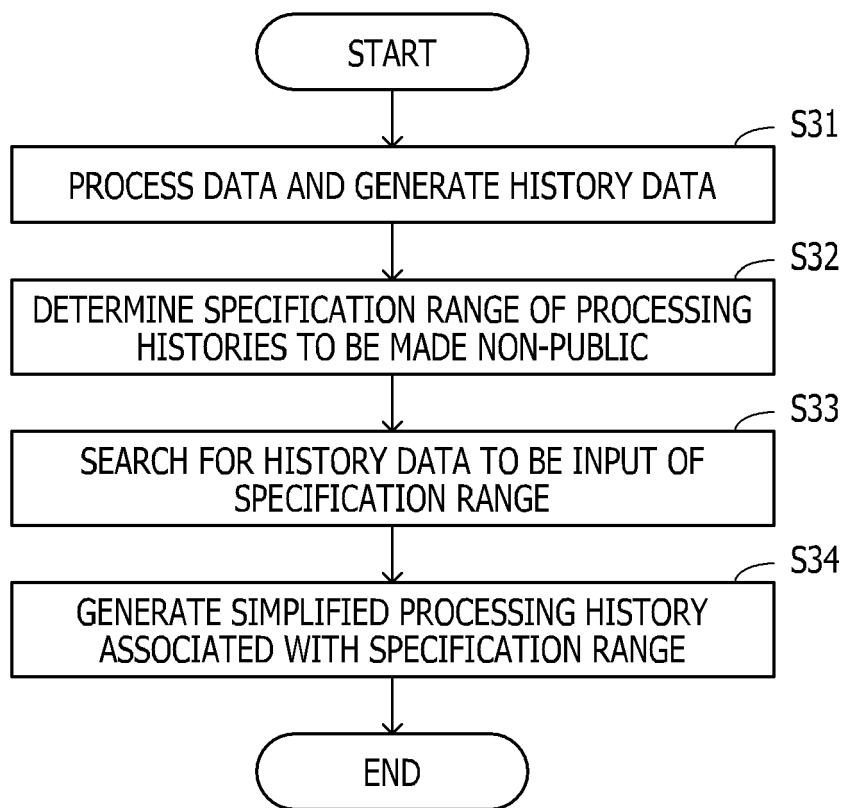 START
S31
PROCESS DATA AND GENERATE HISTORY DATA
S32
DETERMINE SPECIFICATION RANGE OF PROCESSING
HISTORIES TO BE MADE NON-PUBLIC
S33
SEARCH FOR HISTORY DATA TO BE INPUT OF
SPECIFICATION RANGE
S34
GENERATE SIMPLIFIED PROCESSING HISTORY
ASSOCIATED WITH SPECIFICATION RANGE
END